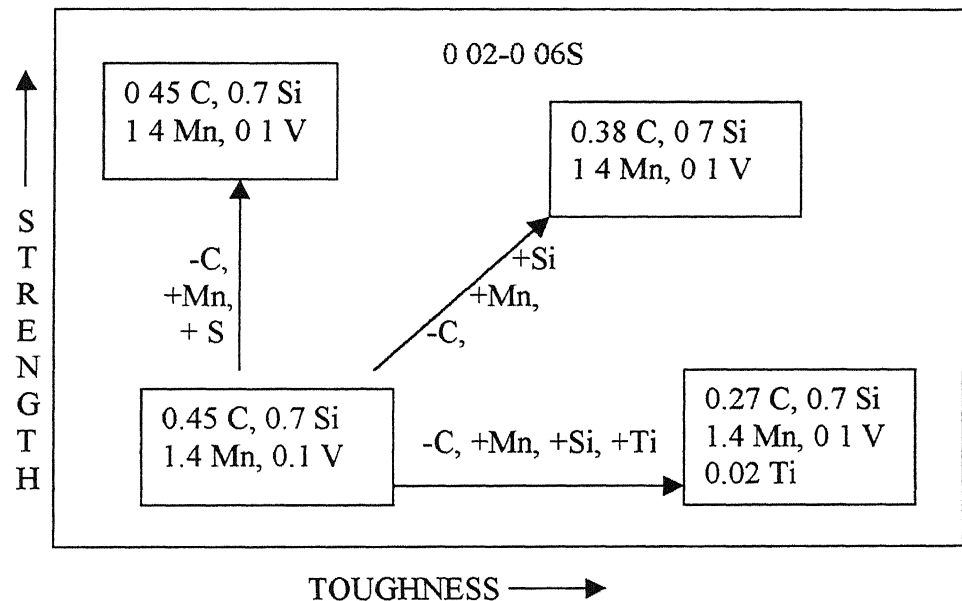 0 02-0 06S
0 45 C, 0.7 Si
1 4 Mn, 0 1 V
0.38 C, 0 7 Si
1 4 Mn, 0 1 V
STRENGTH
-C,
+Mn,
+ S
+Si
+Mn,
-C,
0.45 C, 0.7 Si
1.4 Mn, 0.1 V
-C, +Mn, +Si, +Ti
0.27 C, 0.7 Si
1.4 Mn, 0 1 V
0.02 Ti
TOUGHNESS